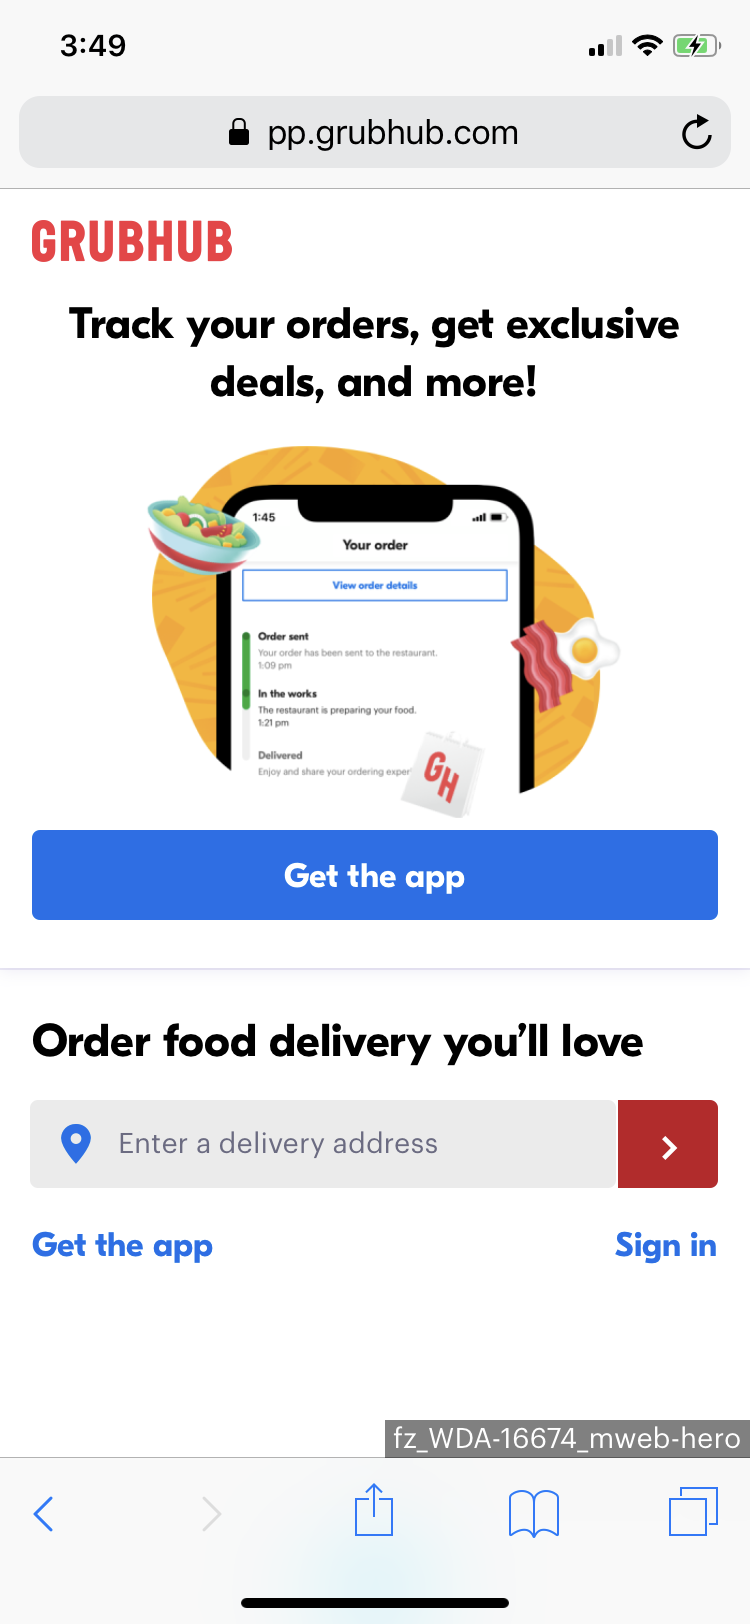 3:49
pp.grubhub.com
GRUBHUB
Track your orders, get exclusive
deals, and more!
1:45
Your order
View order details
Order sent
Your order has been sent to the restaurant.
1:09 pm
In the works
The restaurant is preparing your food.
1:21 pm
Delivered
Enjoy and share your ordering exper
GH
Get the app
Order food delivery you’ll love
Enter a delivery address
Get the app
Sign in
fz_WDA-16674_mweb-hero